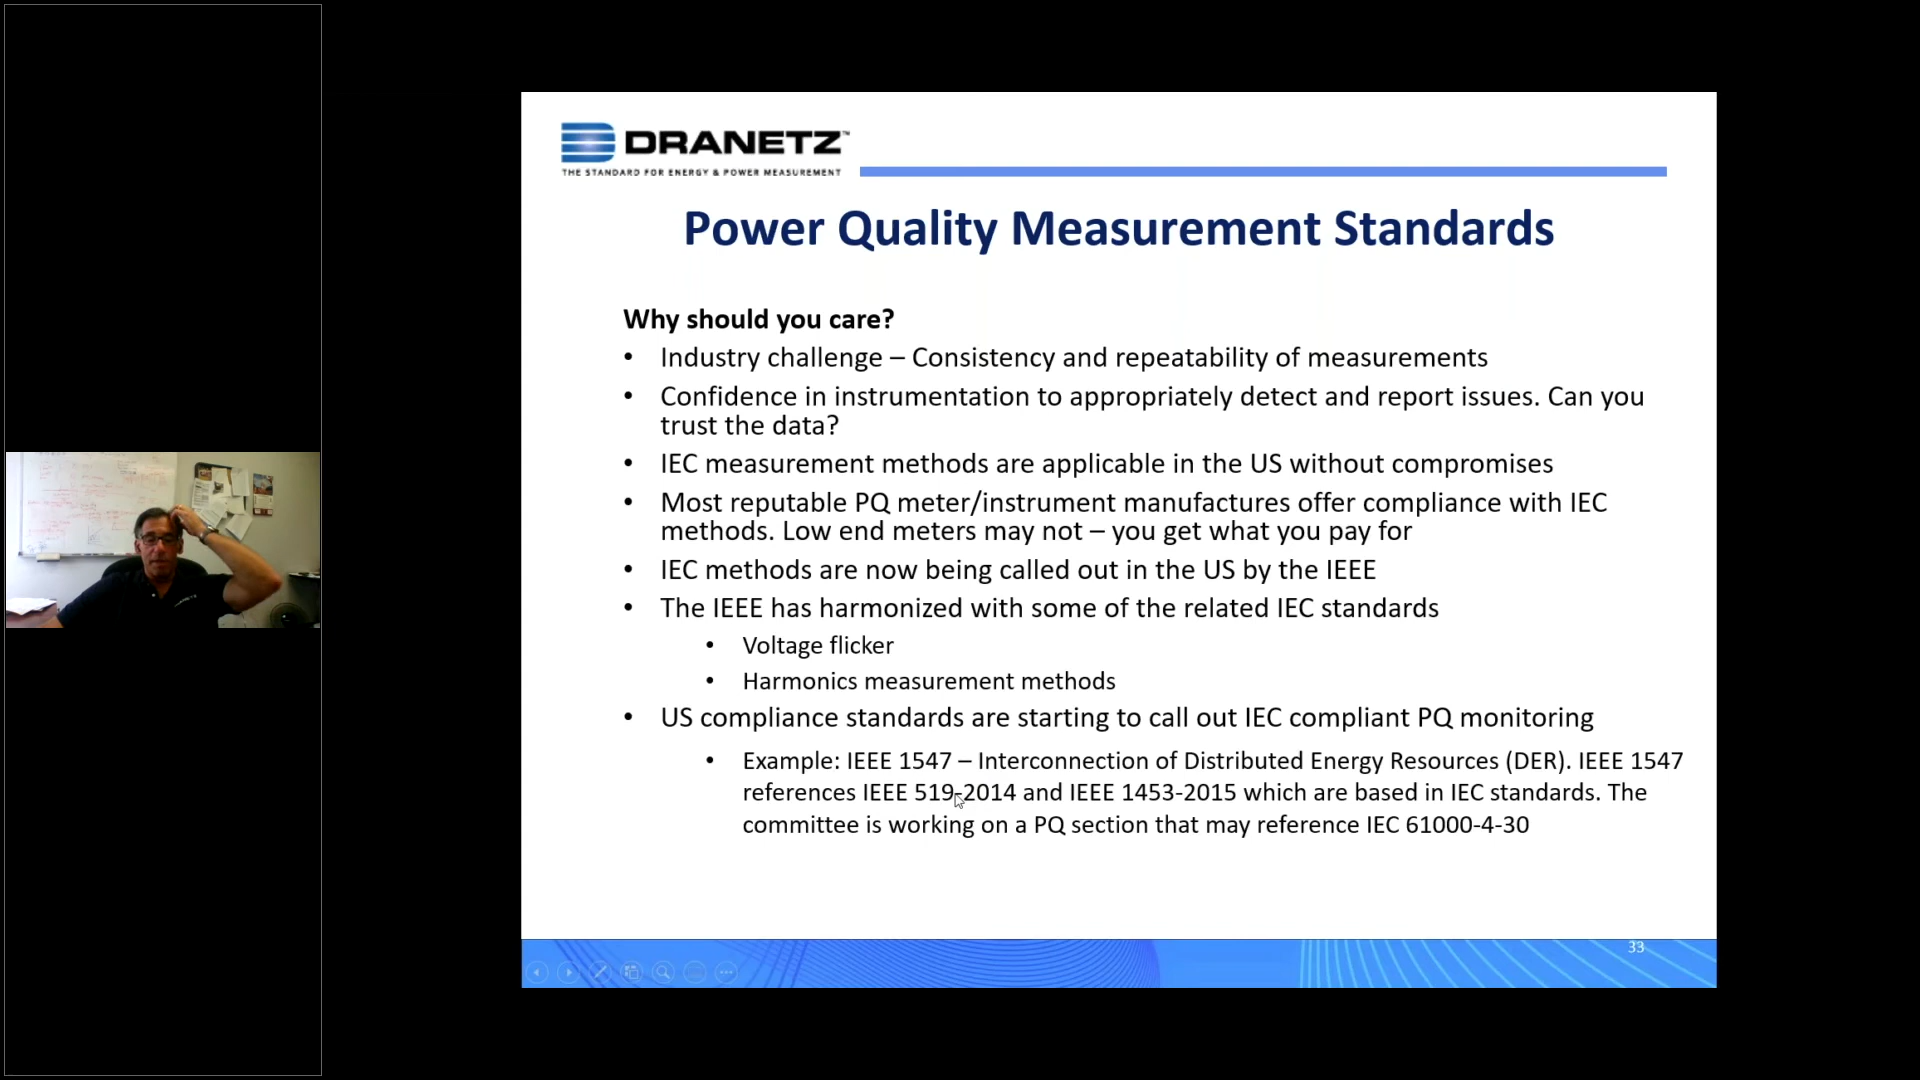 DRANETZ™
THE STANDARD FOR ENERGY & POWER MEASUREMENT
Power Quality Measurement Standards
Why should you care?
• Industry challenge – Consistency and repeatability of measurements
• Confidence in instrumentation to appropriately detect and report issues. Can you
trust the data?
• IEC measurement methods are applicable in the US without compromises
• Most reputable PQ meter/instrument manufactures offer compliance with IEC
methods. Low end meters may not – you get what you pay for
• IEC methods are now being called out in the US by the IEEE
• The IEEE has harmonized with some of the related IEC standards
• Voltage flicker
• Harmonics measurement methods
• US compliance standards are starting to call out IEC compliant PQ monitoring
• Example: IEEE 1547 – Interconnection of Distributed Energy Resources (DER). IEEE 1547
references IEEE 519-2014 and IEEE 1453-2015 which are based in IEC standards. The
committee is working on a PQ section that may reference IEC 61000-4-30
33